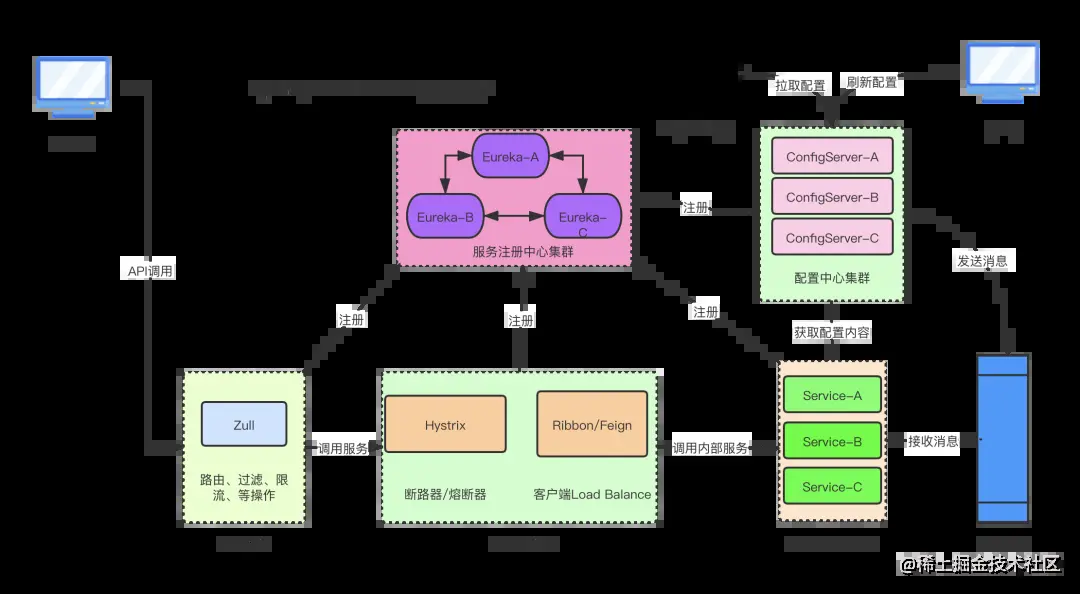 拉取配置
刷新配置
Eureka-A
Eureka-B
Eureka-
C
服务注册中心集群
注册
ConfigServer-A
ConfigServer-B
ConfigServer-C
配置中心集群
API调用
发送消息
注册
注册
注册
获取配置内容
Zull
路由、过滤、限
流、等操作
调用服务
Hystrix
断路器/熔断器
Ribbon/Feign
客户端Load Balance
调用内部服务
Service-A
Service-B
Service-C
接收消息
@稀土掘金技术社区